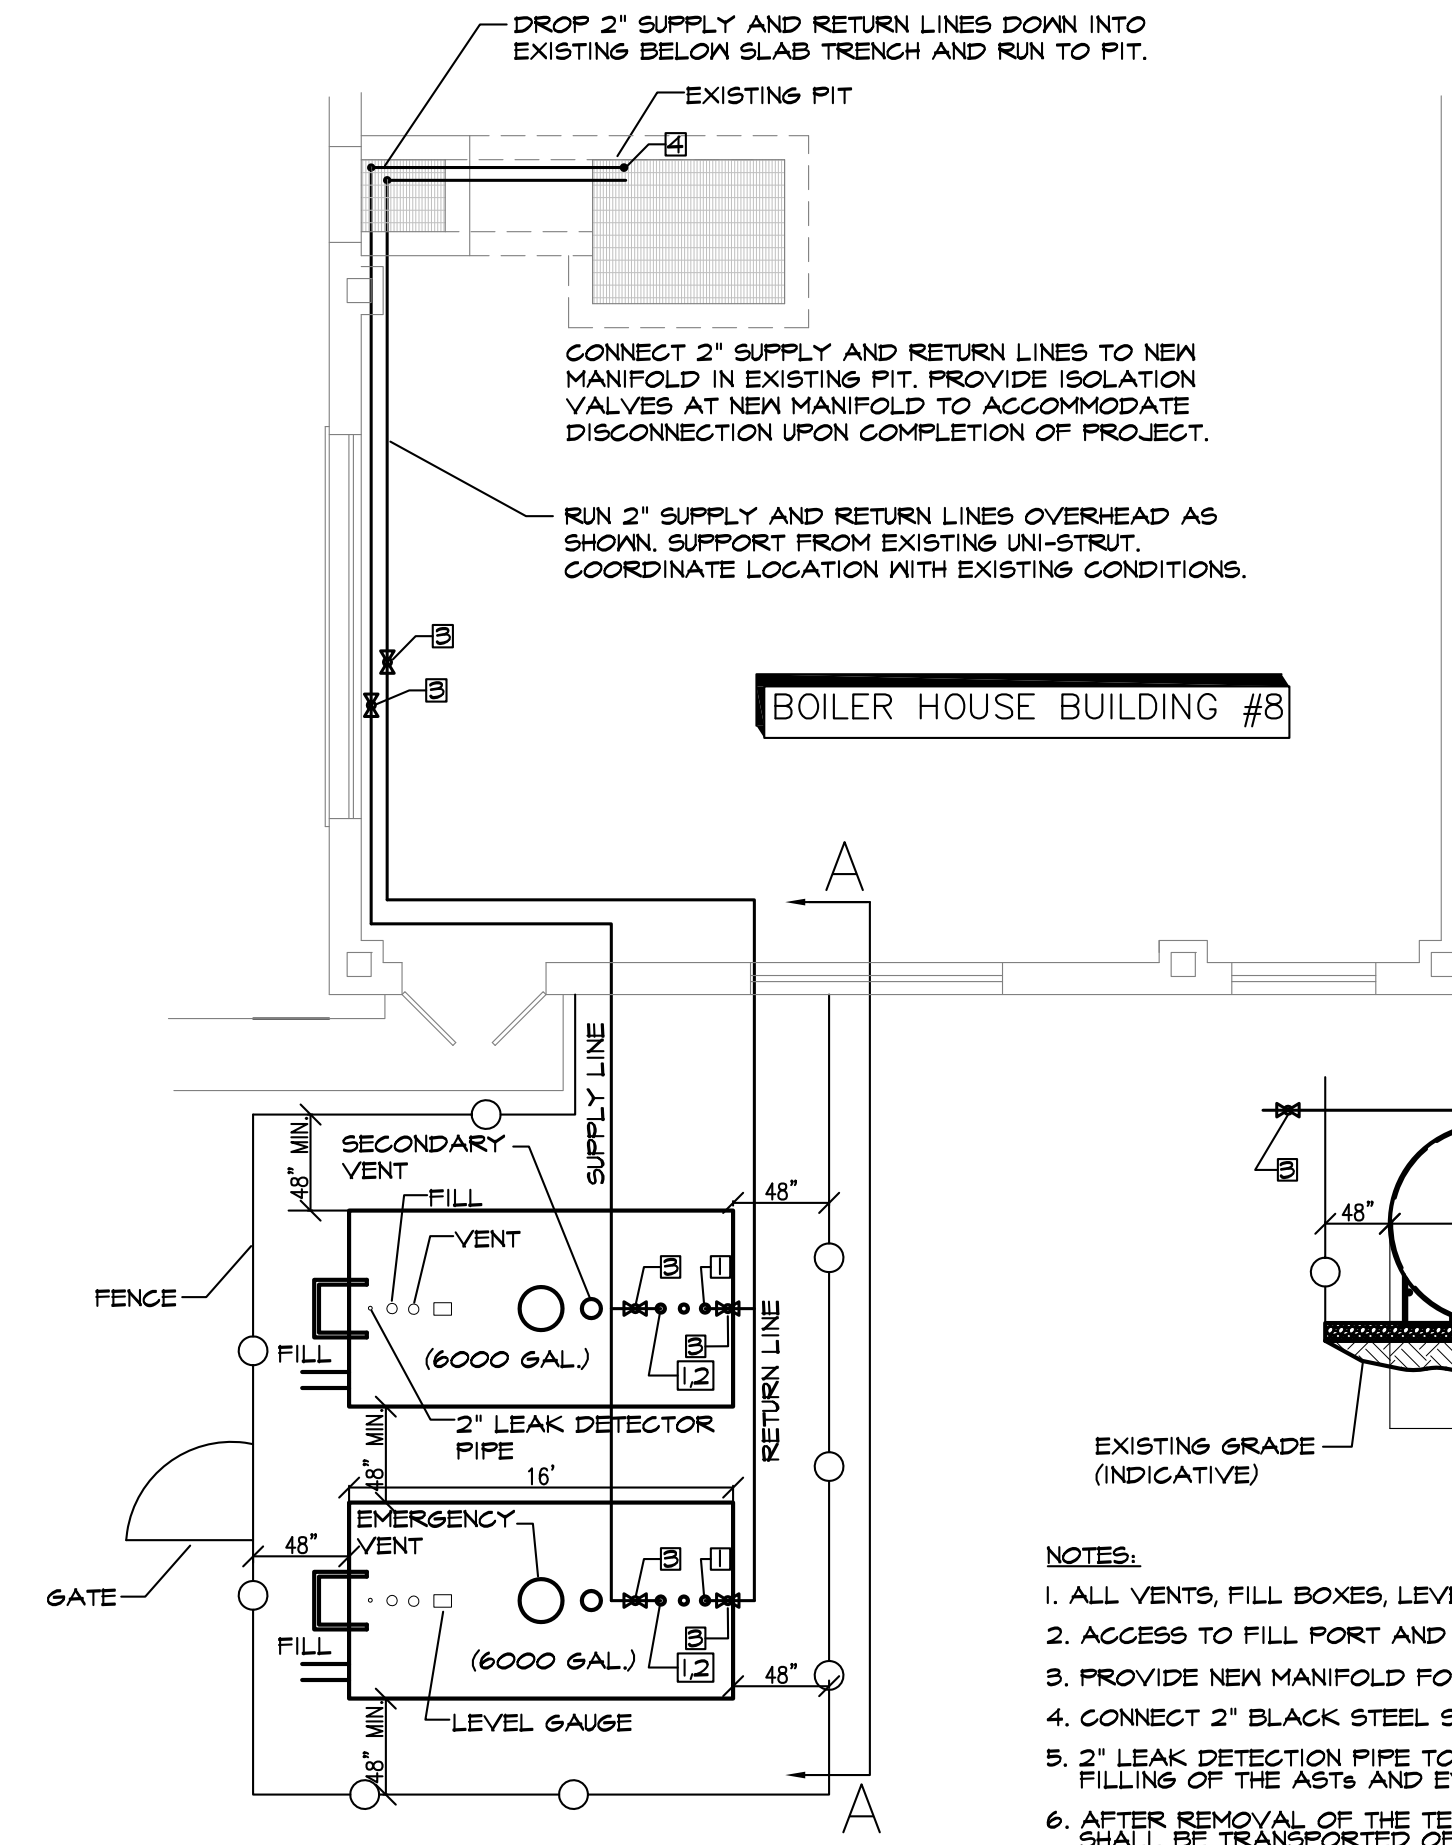 DROP 2" SUPPLY AND RETURN LINES DOWN INTO
EXISTING BELOW SLAB TRENCH AND RUN TO PIT.
EXISTING PIT
4
CONNECT 2" SUPPLY AND RETURN LINES TO NEW
MANIFOLD IN EXISTING PIT. PROVIDE ISOLATION
VALVES AT NEW MANIFOLD TO ACCOMMODATE
DISCONNECTION UPON COMPLETION OF PROJECT.
RUN 2" SUPPLY AND RETURN LINES OVERHEAD AS
SHOWN. SUPPORT FROM EXISTING UNI-STRUT.
COORDINATE LOCATION WITH EXISTING CONDITIONS.
3
3
BOILER HOUSE BUILDING #8
A
SUPPLY LINE
48" MIN.
SECONDARY
VENT
FILL
VENT
48"
3
1
FENCE
3
48"
FILL
(6000 GAL.)
3
1,2
RETURN LINE
2" LEAK DETECTOR
PIPE
48" MIN.
16'
EXISTING GRADE
(INDICATIVE)
EMERGENCY
VENT
48"
3
1
GATE
FILL
(6000 GAL.)
3
1,2
48"
LEVEL GAUGE
48" MIN.
A
NOTES:
1. ALL VENTS, FILL BOXES, LEVE
2. ACCESS TO FILL PORT AND
3. PROVIDE NEW MANIFOLD FO
4. CONNECT 2" BLACK STEEL S
5. 2" LEAK DETECTION PIPE TO
FILLING OF THE ASTs AND E
6. AFTER REMOVAL OF THE TE
SHALL BE TRANSPORTED OF